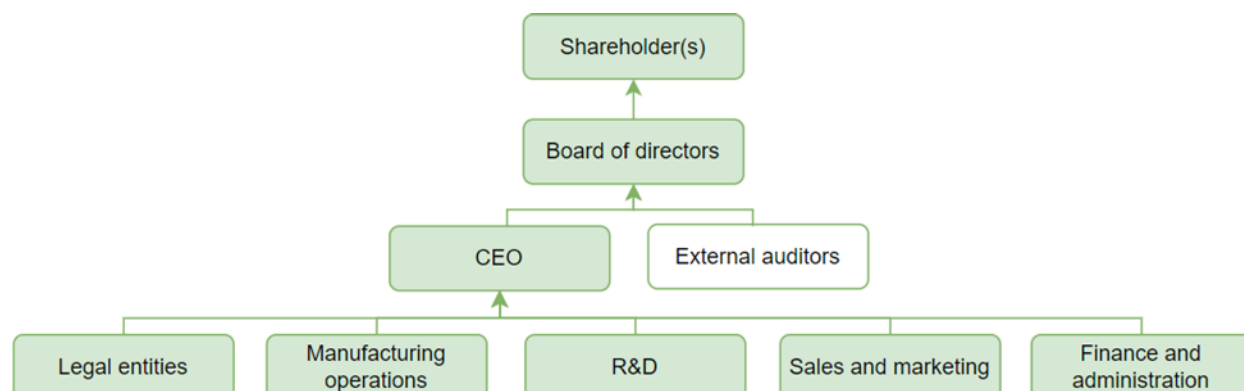 Shareholder(s)
Board of directors
CEO
External auditors
Legal entities
Manufacturing
operations
R&D
Sales and marketing
Finance and
administration